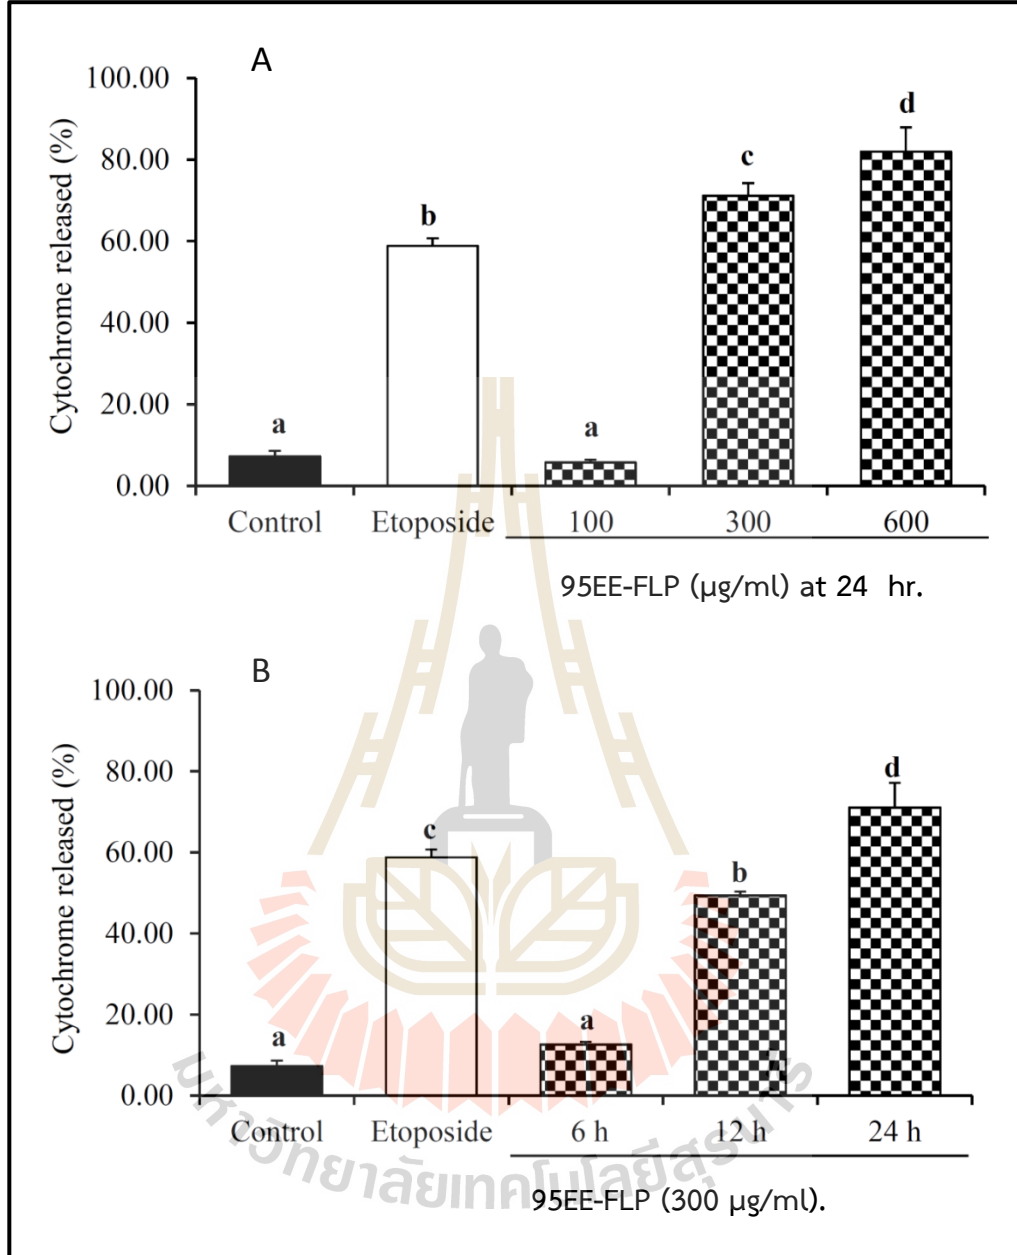 A
Cytochrome released (%)
100.00
80.00
60.00
40.00
20.00
0.00
a
b
a
c
d
Control Etoposide 100 300 600
95EE-FLP (µg/ml) at 24 hr.
B
Cytochrome released (%)
100.00
80.00
60.00
40.00
20.00
0.00
a
c
a
b
d
Control Etoposide 6 h 12 h 24 h
95EE-FLP (300 µg/ml).
มหาวิทยาลัยเทคโนโลยีสุรนารี